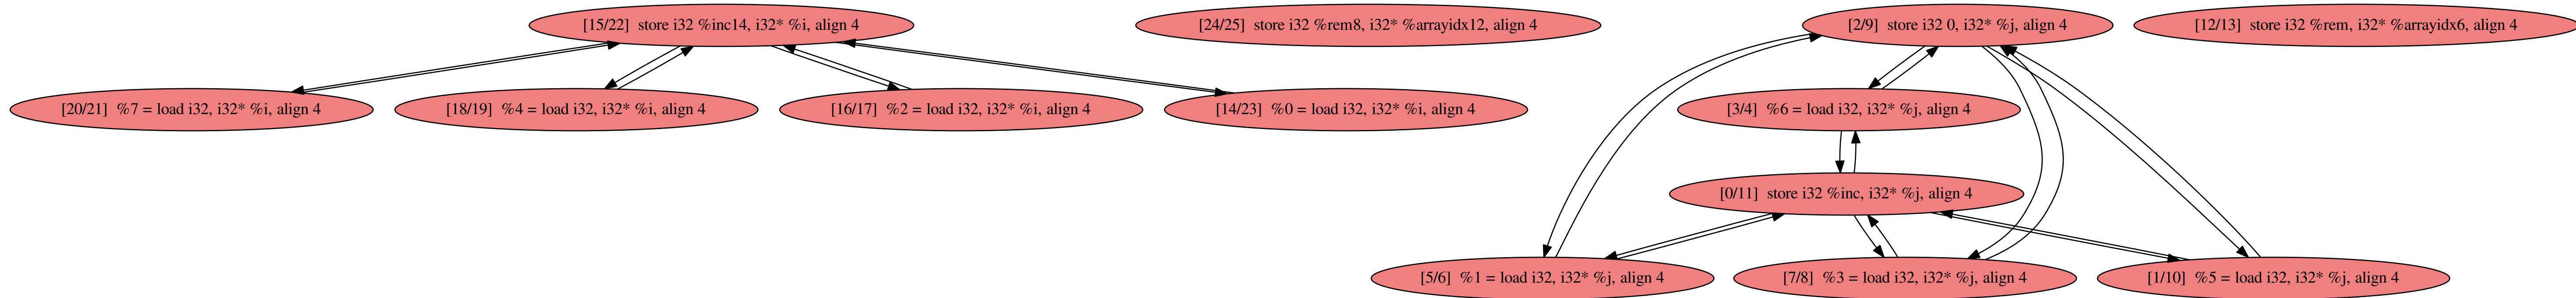 [15/22] store i32 %inc14, i32* %i, align 4
[24/25] store i32 %rem8, i32* %arrayidx12, align 4
[2/9] store i32 0, i32* %j, align 4
[12/13] store i32 %rem, i32* %arrayidx6, align 4
[20/21] %7 = load i32, i32* %i, align 4
[18/19] %4 = load i32, i32* %i, align 4
[16/17] %2 = load i32, i32* %i, align 4
[14/23] %0 = load i32, i32* %i, align 4
[3/4] %6 = load i32, i32* %j, align 4
[0/11] store i32 %inc, i32* %j, align 4
[5/6] %1 = load i32, i32* %j, align 4
[7/8] %3 = load i32, i32* %j, align 4
[1/10] %5 = load i32, i32* %j, align 4